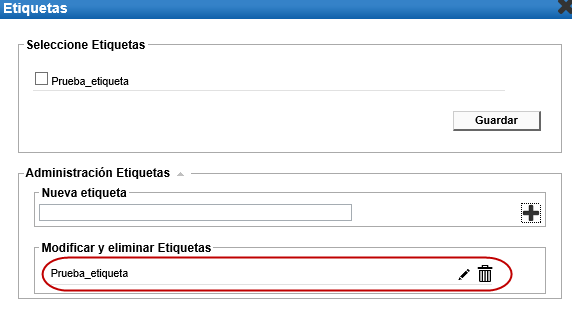 Etiquetas
Seleccione Etiquetas
Prueba_etiqueta
Guardar
Administración Etiquetas
Nueva etiqueta
Modificar y eliminar Etiquetas
Prueba_etiqueta